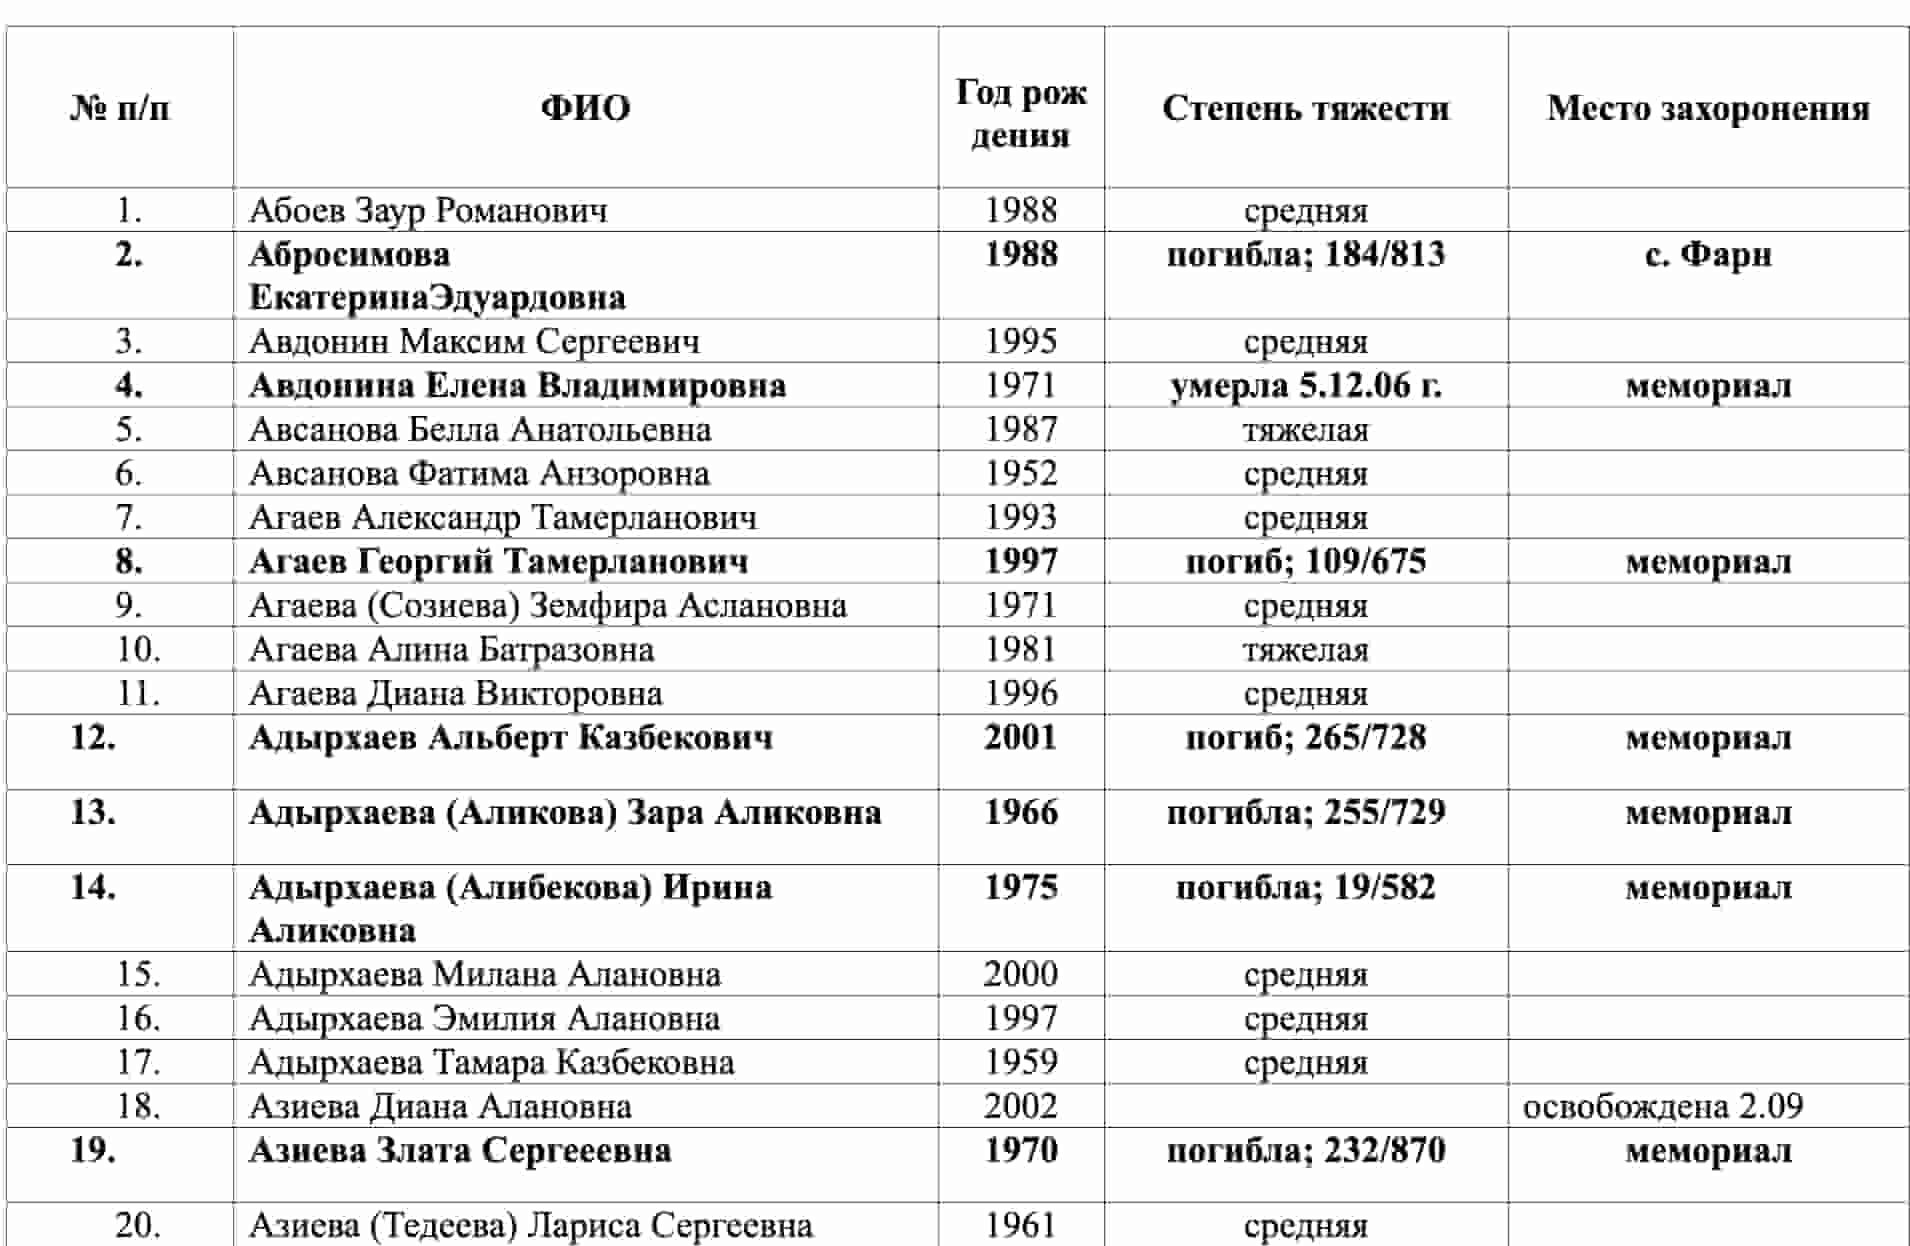 № п/п ФИО Год рож Степень тяжести Место захоронения
дения
1. Абоев Заур Романович 1988 средняя
2. Абросимова 1988 погибла; 184/813 с. Фарн
ЕкатеринаЭдуардовна
3. Авдонин Максим Сергеевич 1995 средняя
4. Авдонина Елена Владимировна 1971 умерла 5.12.06 г. мемориал
5. Авсанова Белла Анатольевна 1987 тяжелая
6. Авсанова Фатима Анзоровна 1952 средняя
7. Агаев Александр Тамерланович 1993 средняя
8. Агаев Георгий Тамерланович 1997 погиб; 109/675 мемориал
9. Агаева (Созиева) Земфира Аслановна 1971 средняя
10. Агаева Алина Батразовна 1981 тяжелая
11. Агаева Диана Викторовна 1996 средняя
12. Адырхаев Альберт Казбекович 2001 погиб; 265/728 мемориал
13. Адырхаева (Аликова) Зара Аликовна 1966 погибла; 255/729 мемориал
14. Адырхаева (Алибекова) Ирина 1975 погибла; 19/582 мемориал
Аликовна
15. Адырхаева Милана Алановна 2000 средняя
16. Адырхаева Эмилия Алановна 1997 средняя
17. Адырхаева Тамара Казбековна 1959 средняя
18. Азиева Диана Алановна 2002 освобождена 2.09
19. Азиева Злата Сергееевна 1970 погибла; 232/870 мемориал
20. Азиева (Тедеева) Лариса Сергеевна 1961 средняя